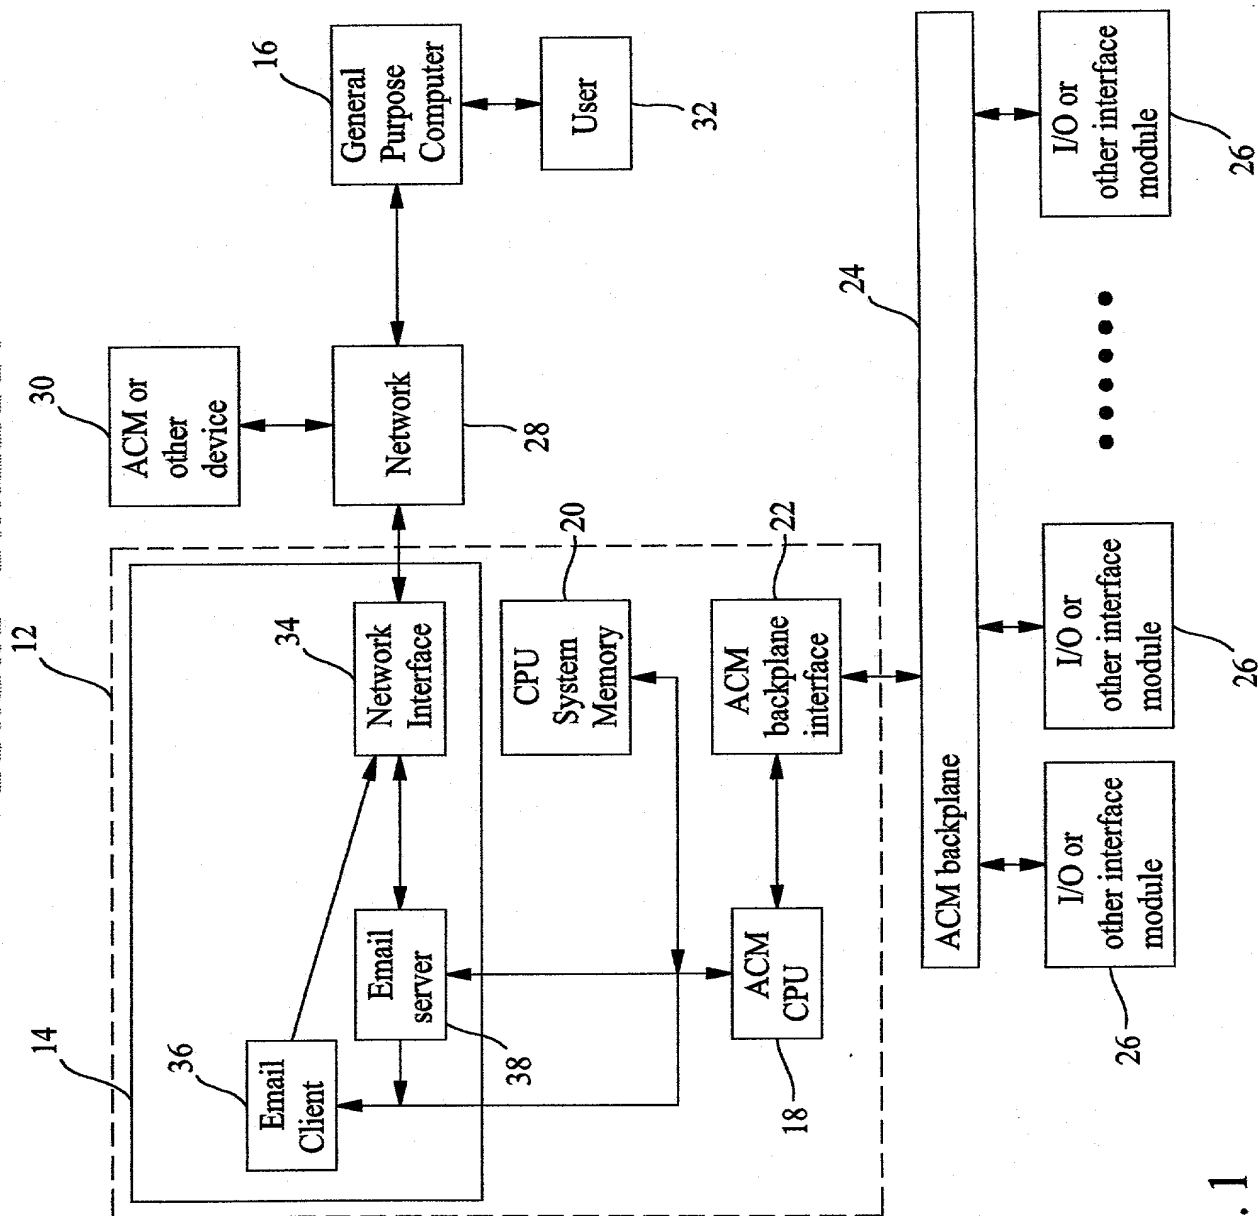 14
12
30
ACM or
other
device
36
Email
Client
34
Network
Interface
16
General
Purpose
Computer
Network
28
Email
server
38
CPU
System
Memory
20
User
32
ACM
CPU
18
ACM
backplane
interface
22
24
ACM backplane
I/O or
other interface
module
26
I/O or
other interface
module
26
I/O or
other interface
module
26
. 1